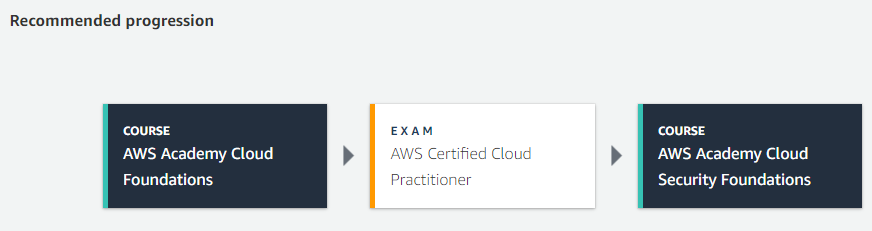 Recommended progression
COURSE
AWS Academy Cloud
Foundations
EXAM
AWS Certified Cloud
Practitioner
COURSE
AWS Academy Cloud
Security Foundations